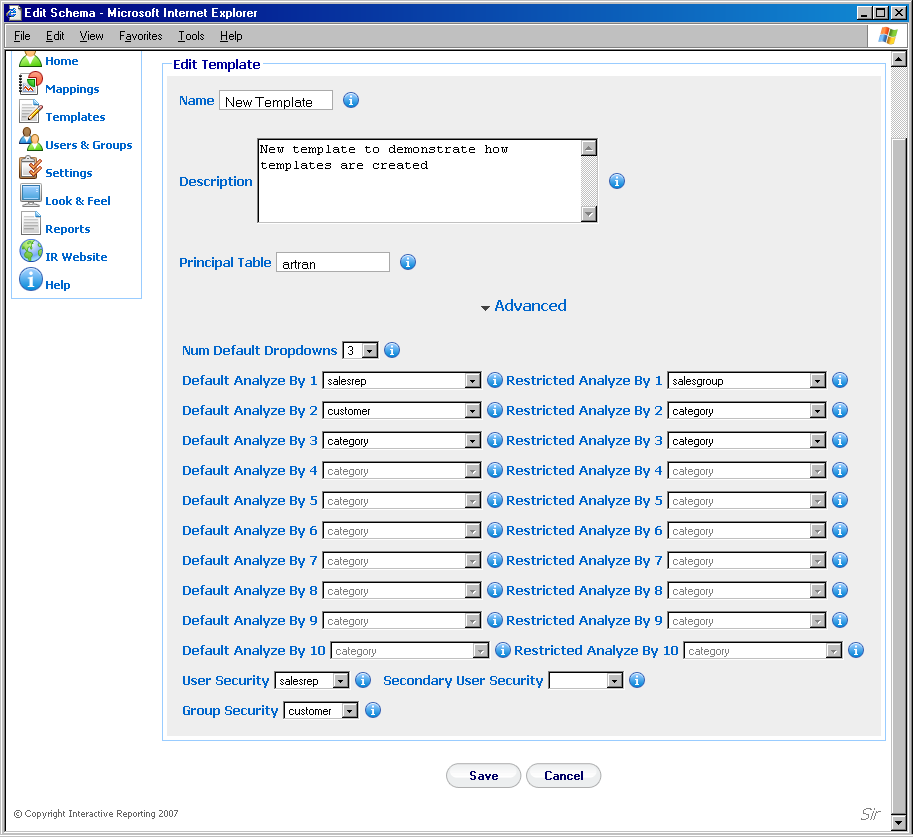 Edit Schema - Microsoft Internet Explorer
File Edit View Favorites Tools Help
Home
Mappings
Templates
Users & Groups
Settings
Look & Feel
Reports
IR Website
Help
Edit Template
Name New Template
Description New template to demonstrate how
templates are created
Principal Table artran
Advanced
Num Default Dropdowns 3
Default Analyze By 1 salesrep Restricted Analyze By 1 salesgroup
Default Analyze By 2 customer Restricted Analyze By 2 category
Default Analyze By 3 category Restricted Analyze By 3 category
Default Analyze By 4 category Restricted Analyze By 4 category
Default Analyze By 5 category Restricted Analyze By 5 category
Default Analyze By 6 category Restricted Analyze By 6 category
Default Analyze By 7 category Restricted Analyze By 7 category
Default Analyze By 8 category Restricted Analyze By 8 category
Default Analyze By 9 category Restricted Analyze By 9 category
Default Analyze By 10 category Restricted Analyze By 10 category
User Security salesrep Secondary User Security
Group Security customer
Save Cancel
© Copyright Interactive Reporting 2007
Sir